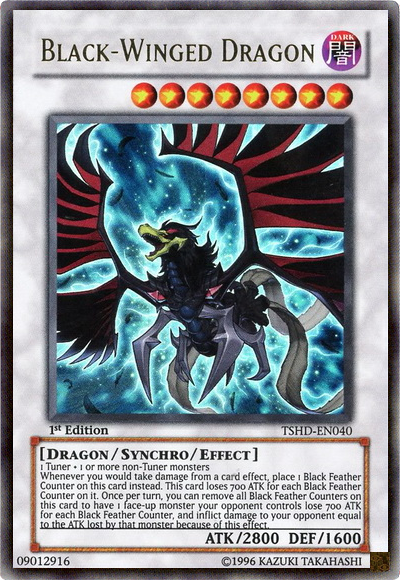 BLACK-WINGED DRAGON
DARK
闇
1st Edition
TSHD-EN040
[DRAGON/SYNCHRO/EFFECT]
1 Tuner + 1 or more non-Tuner monsters
Whenever you would take damage from a card effect, place 1 Black Feather
Counter on this card instead. This card loses 700 ATK for each Black Feather
Counter on it. Once per turn, you can remove all Black Feather Counters on
this card to have 1 face-up monster your opponent controls lose 700 ATK
for each Black Feather Counter, and inflict damage to your opponent equal
to the ATK lost by that monster because of this effect.
ATK/2800 DEF/1600
09012916
©1996 KAZUKI TAKAHASHI